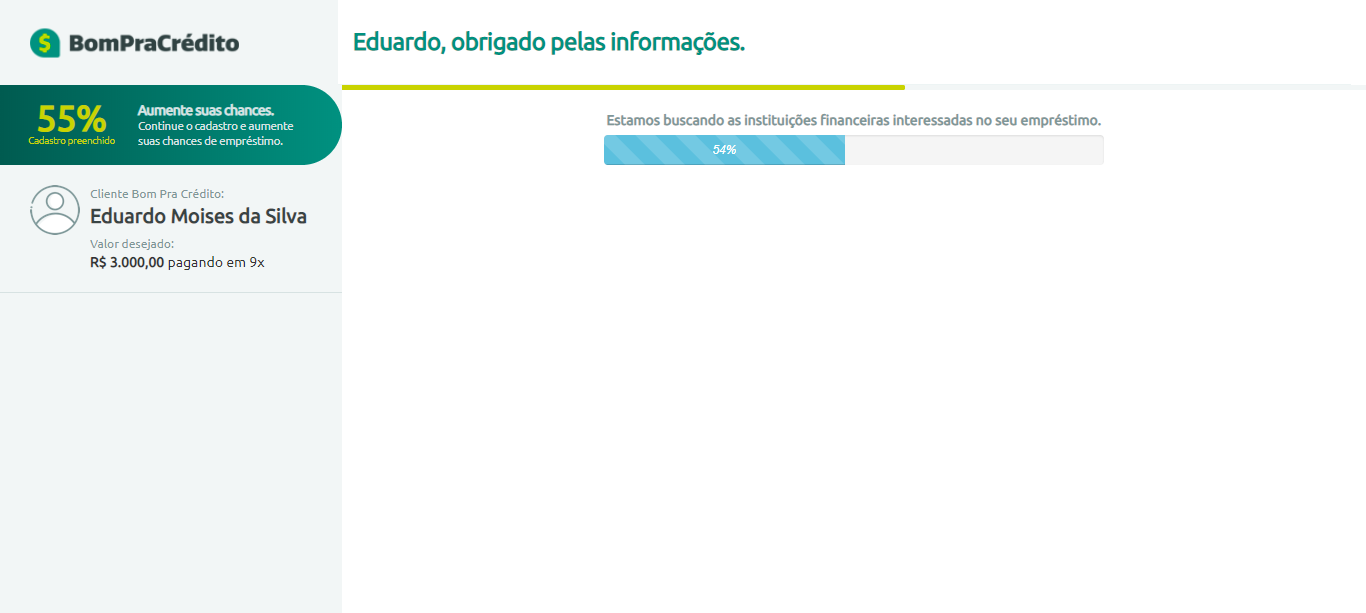 BomPraCrédito
55%
Cadastro preenchido
Aumente suas chances.
Continue o cadastro e aumente
suas chances de empréstimo.
Cliente Bom Pra Crédito:
Eduardo Moises da Silva
Valor desejado:
R$ 3.000,00 pagando em 9x
Eduardo, obrigado pelas informações.
Estamos buscando as instituições financeiras interessadas no seu empréstimo.
54%